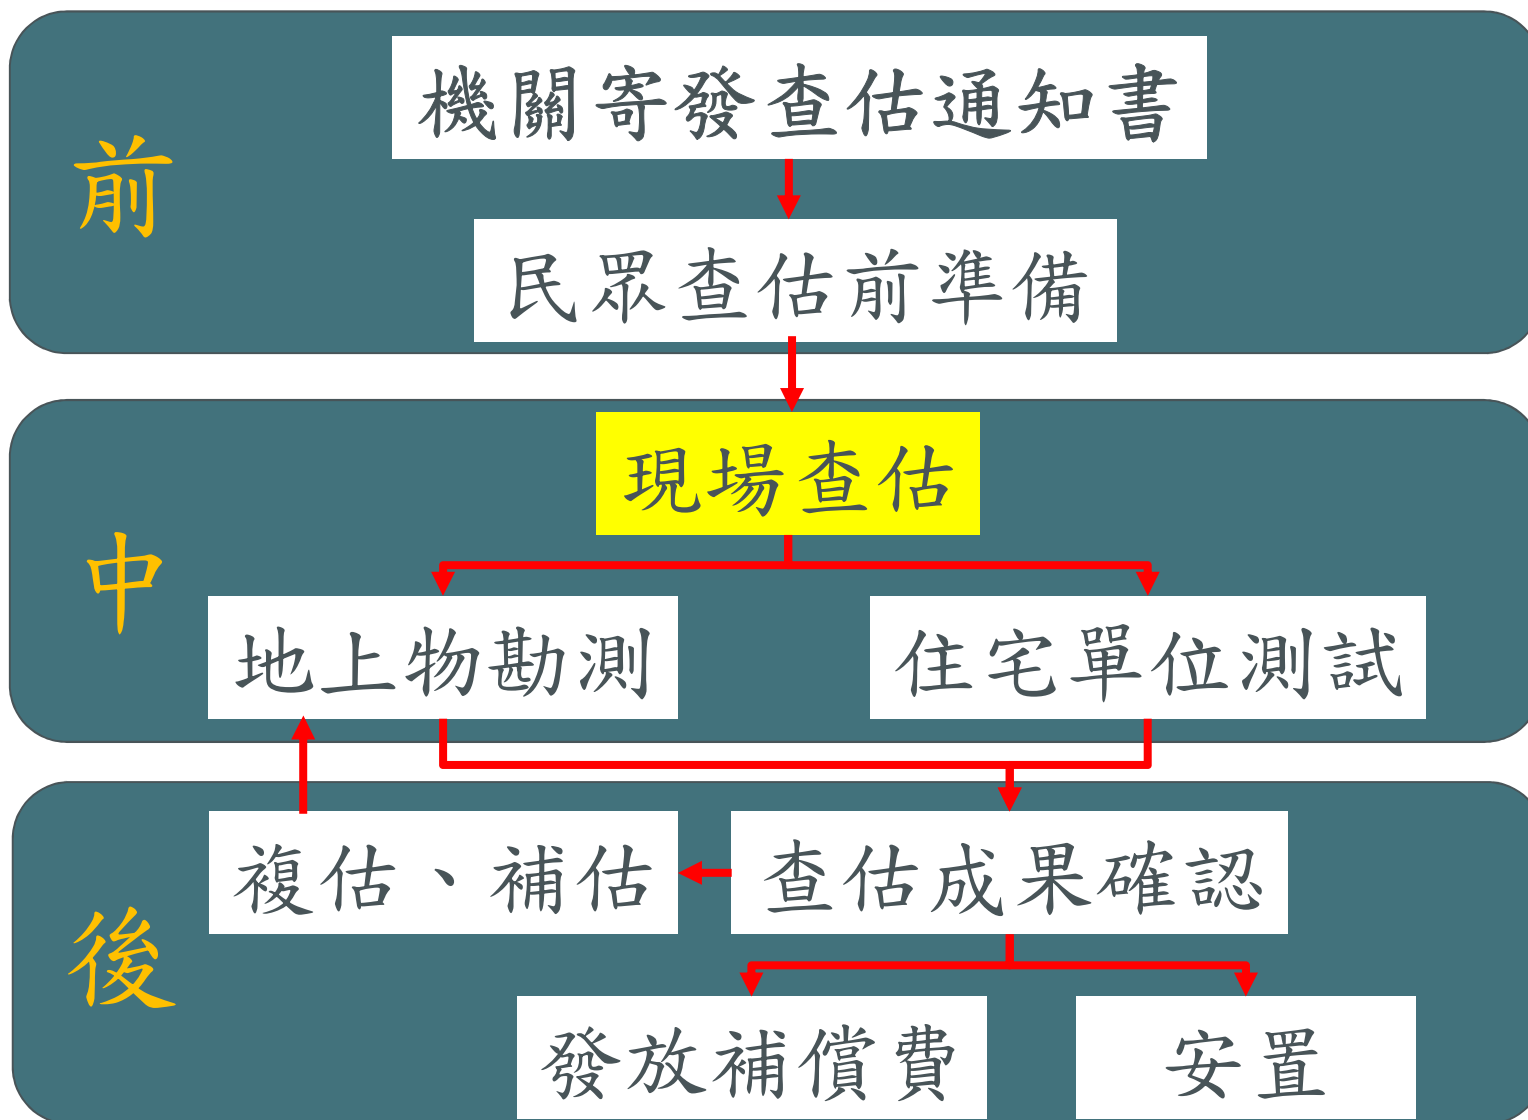 前
機關寄發查估通知書
民眾查估前準備
中
現場查估
地上物勘測
住宅單位測試
後
複估、補估
查估成果確認
發放補償費
安置